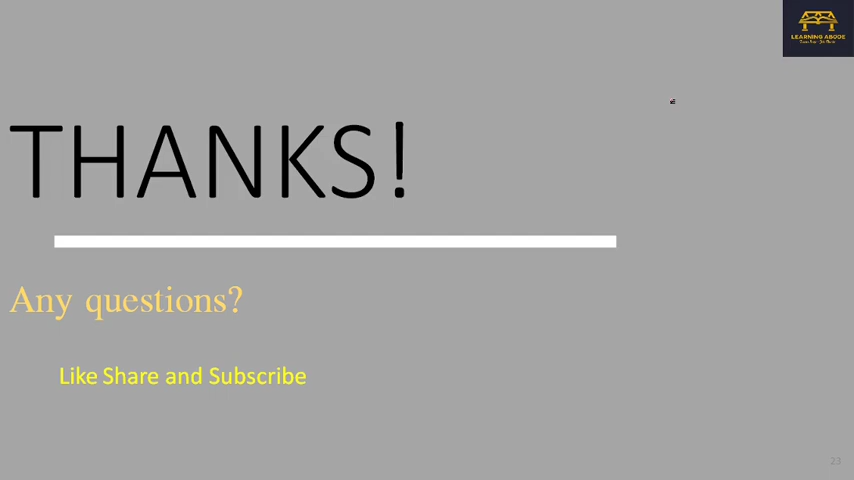 LEARNING ABODE
THANKS!
Any questions?
Like Share and Subscribe
23